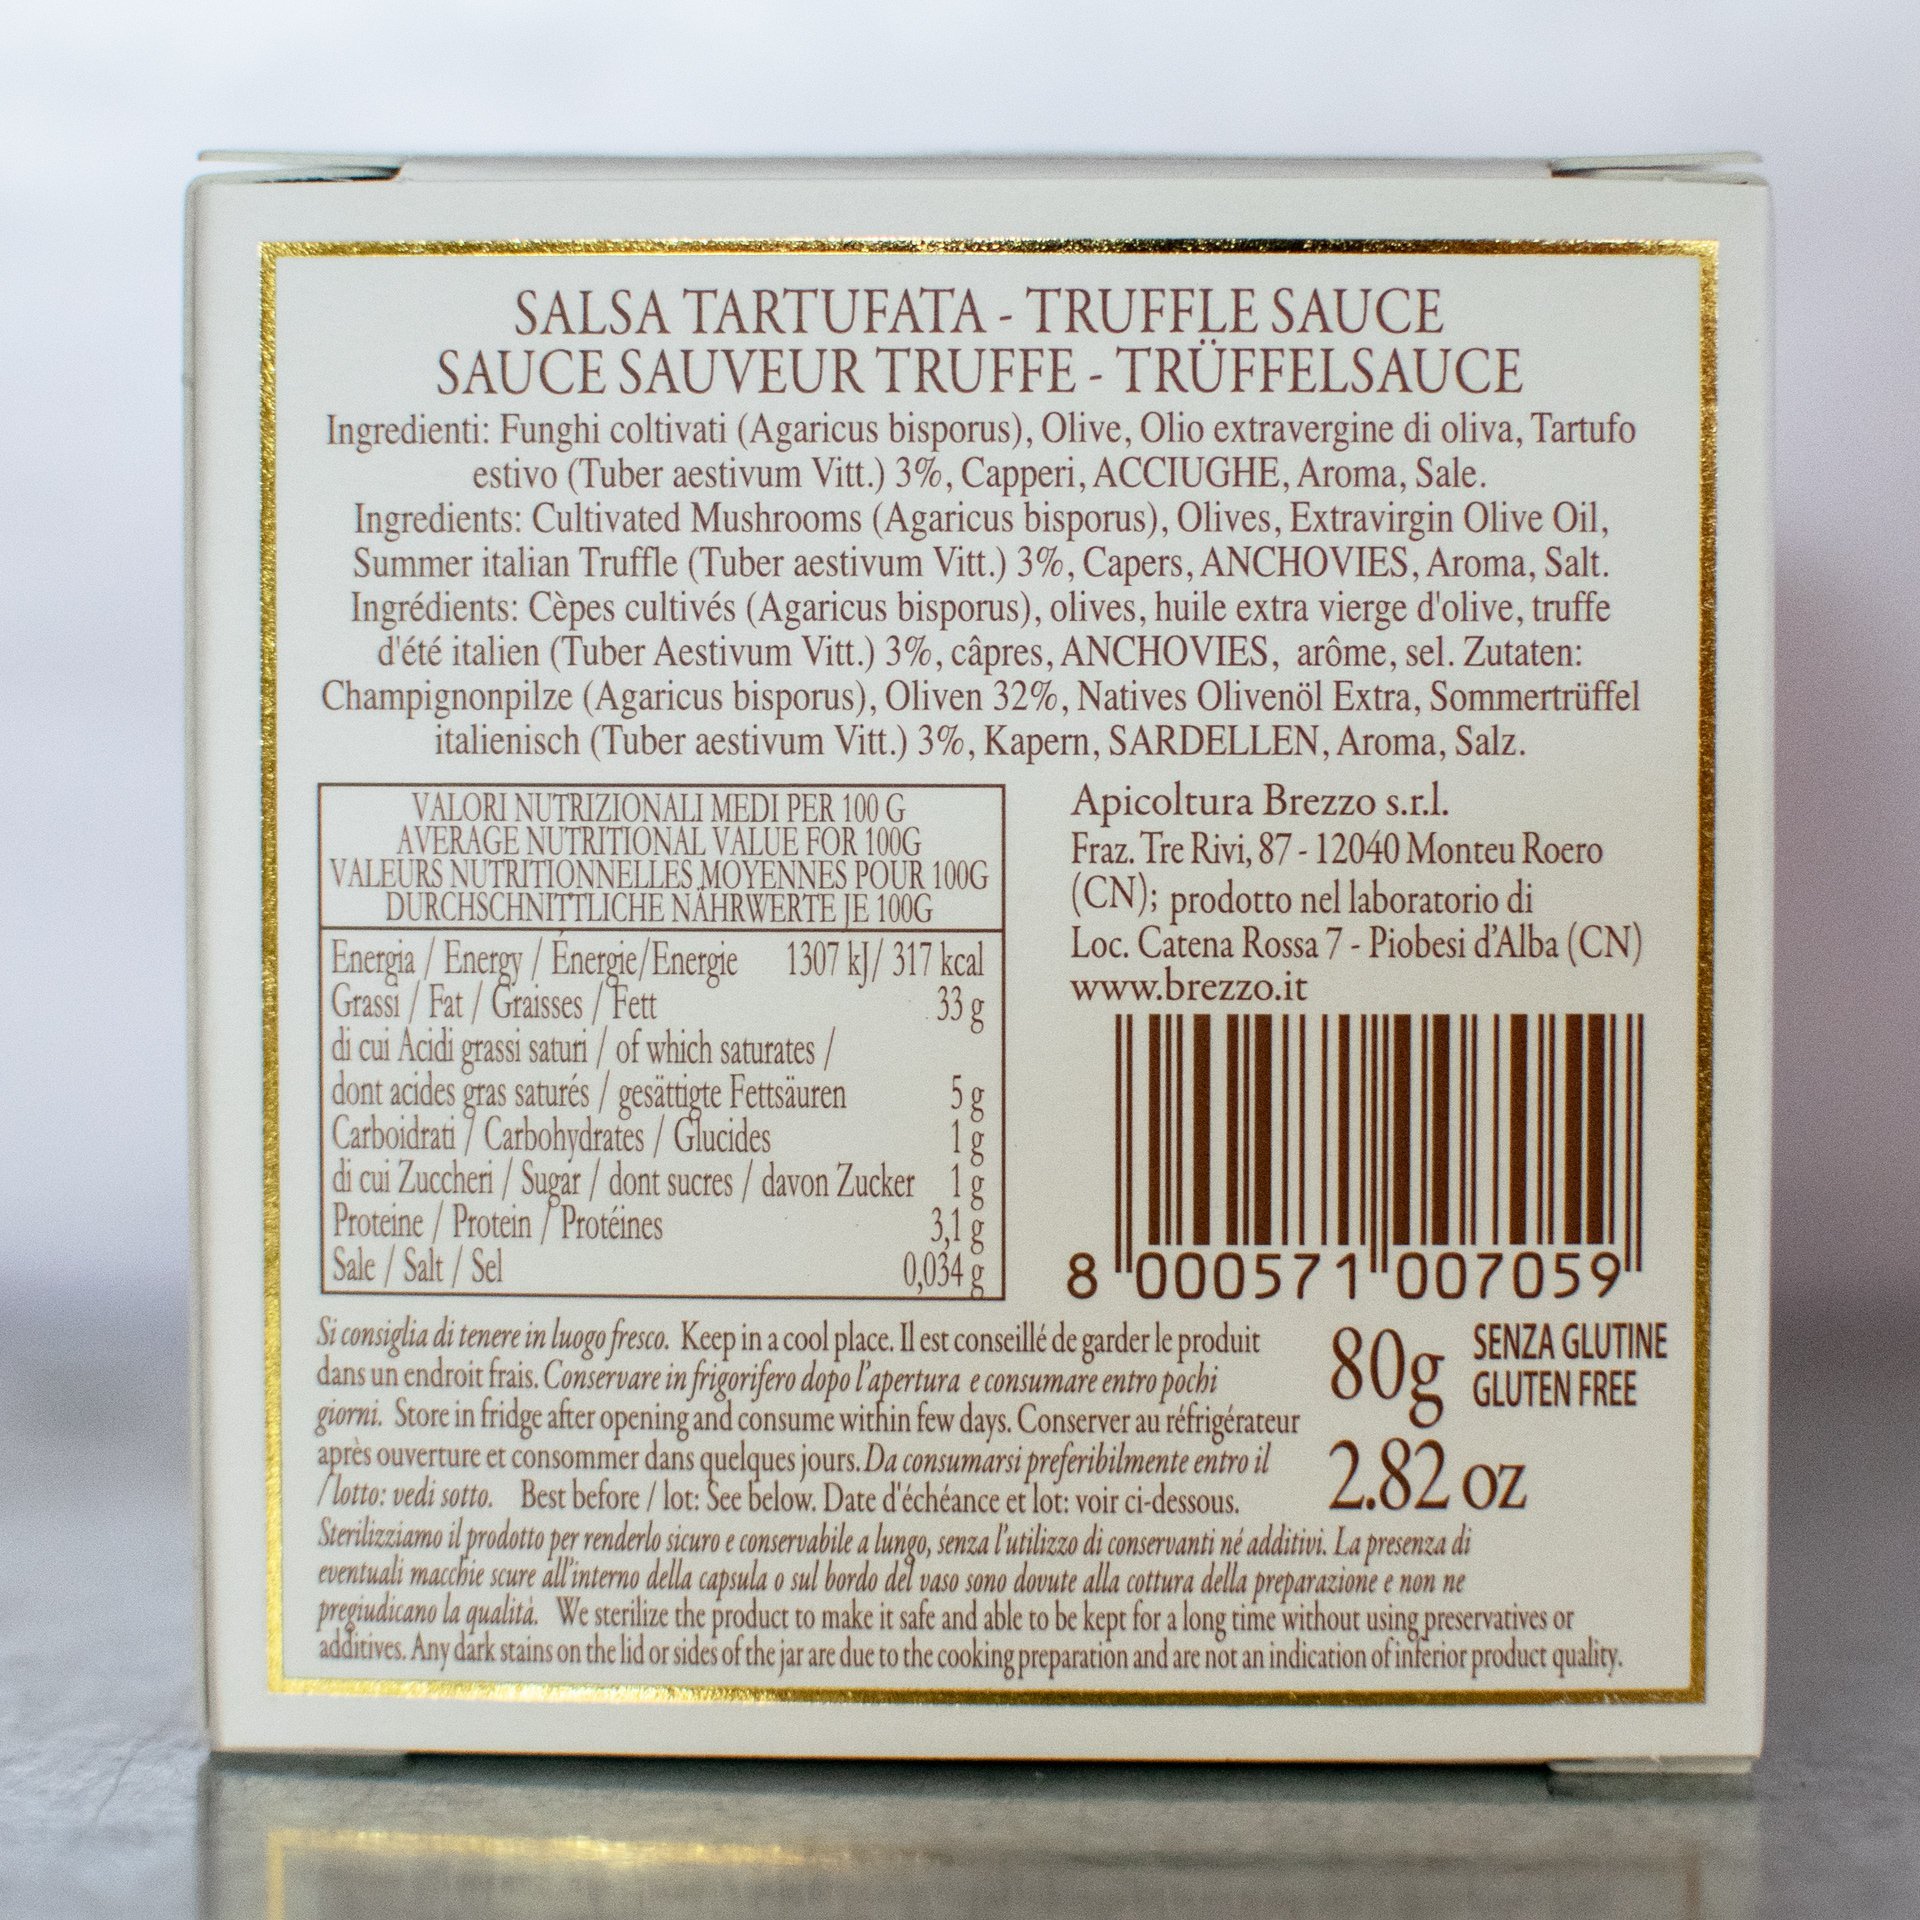 SALSA TARTUFATA - TRUFFLE SAUCE
SAUCE SAUVEUR TRUFFE - TRÜFFELSAUCE
Ingredienti: Funghi coltivati (Agaricus bisporus), Olive, Olio extravergine di oliva, Tartufo
estivo (Tuber aestivum Vitt.) 3%, Capperi, ACCIUGHE, Aroma, Sale.
Ingredients: Cultivated Mushrooms (Agaricus bisporus), Olives, Extravirgin Olive Oil,
Summer italian Truffle (Tuber aestivum Vitt.) 3%, Capers, ANCHOVIES, Aroma, Salt.
Ingrédients: Cèpes cultivés (Agaricus bisporus), olives, huile extra vierge d'olive, truffe
d'été italien (Tuber Aestivum Vitt.) 3%, câpres, ANCHOVIES, arôme, sel. Zutaten:
Champignonpilze (Agaricus bisporus), Oliven 32%, Natives Olivenöl Extra, Sommertrüffel
italienisch (Tuber aestivum Vitt.) 3%, Kapern, SARDELLEN, Aroma, Salz.
VALORI NUTRIZIONALI MEDI PER 100 G
AVERAGE NUTRITIONAL VALUE FOR 100G
VALEURS NUTRITIONNELLES MOYENNES POUR 100G
DURCHSCHNITTLICHE NÄHRWERTE JE 100G
Energia / Energy / Énergie/Energie 1307 kJ/ 317 kcal
Grassi / Fat / Graisses / Fett 33 g
di cui Acidi grassi saturi / of which saturates /
dont acides gras saturés / gesättigte Fettsäuren 5 g
Carboidrati / Carbohydrates / Glucides 1 g
di cui Zuccheri / Sugar / dont sucres / davon Zucker 1 g
Proteine / Protein / Protéines 3,1 g
Sale / Salt / Sel 0,034 g
Apicoltura Brezzo s.r.l.
Fraz. Tre Rivi, 87 - 12040 Monteu Roero
(CN); prodotto nel laboratorio di
Loc. Catena Rossa 7 - Piobesi d'Alba (CN)
www.brezzo.it
8 000571 007059
Si consiglia di tenere in luogo fresco. Keep in a cool place. Il est conseillé de garder le produit
dans un endroit frais. Conservare in frigorifero dopo l'apertura e consumare entro pochi
giorni. Store in fridge after opening and consume within few days. Conserver au réfrigérateur
après ouverture et consommer dans quelques jours. Da consumarsi preferibilmente entro il
/ lotto: vedi sotto. Best before / lot: See below. Date d'échéance et lot: voir ci-dessous.
80g
2.82 oz
SENZA GLUTINE
GLUTEN FREE
Sterilizziamo il prodotto per renderlo sicuro e conservabile a lungo, senza l'utilizzo di conservanti né additivi. La presenza di
eventuali macchie scure all'interno della capsula o sul bordo del vaso sono dovute alla cottura della preparazione e non ne
pregiudicano la qualità. We sterilize the product to make it safe and able to be kept for a long time without using preservatives or
additives. Any dark stains on the lid or sides of the jar are due to the cooking preparation and are not an indication of inferior product quality.